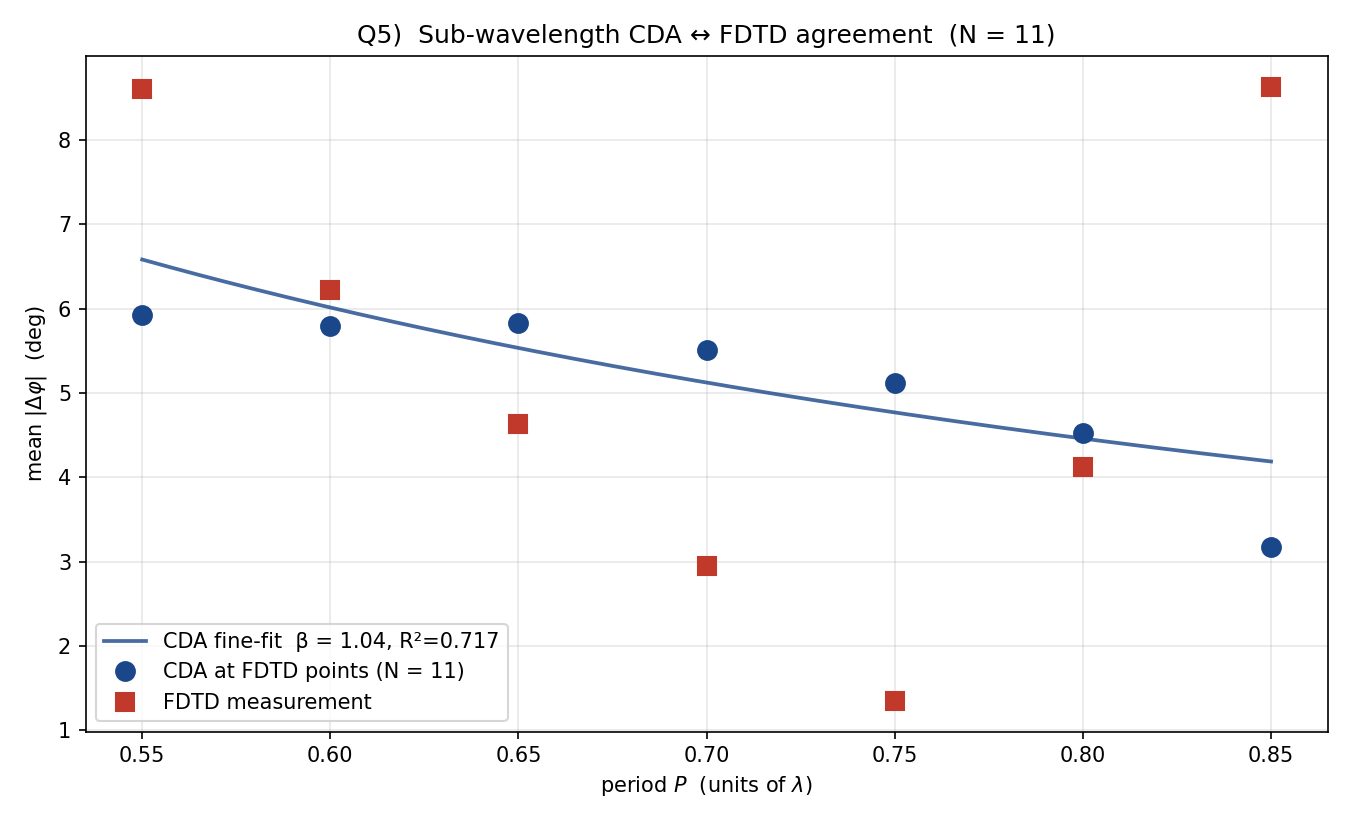 Q5)  Sub-wavelength CDA ↔ FDTD agreement  (N = 11)
8
7
6
5
4
3
2
1
mean |Δφ|  (deg)
CDA fine-fit  β = 1.04, R²=0.717
CDA at FDTD points (N = 11)
FDTD measurement
0.55 0.60 0.65 0.70 0.75 0.80 0.85
period P  (units of λ)